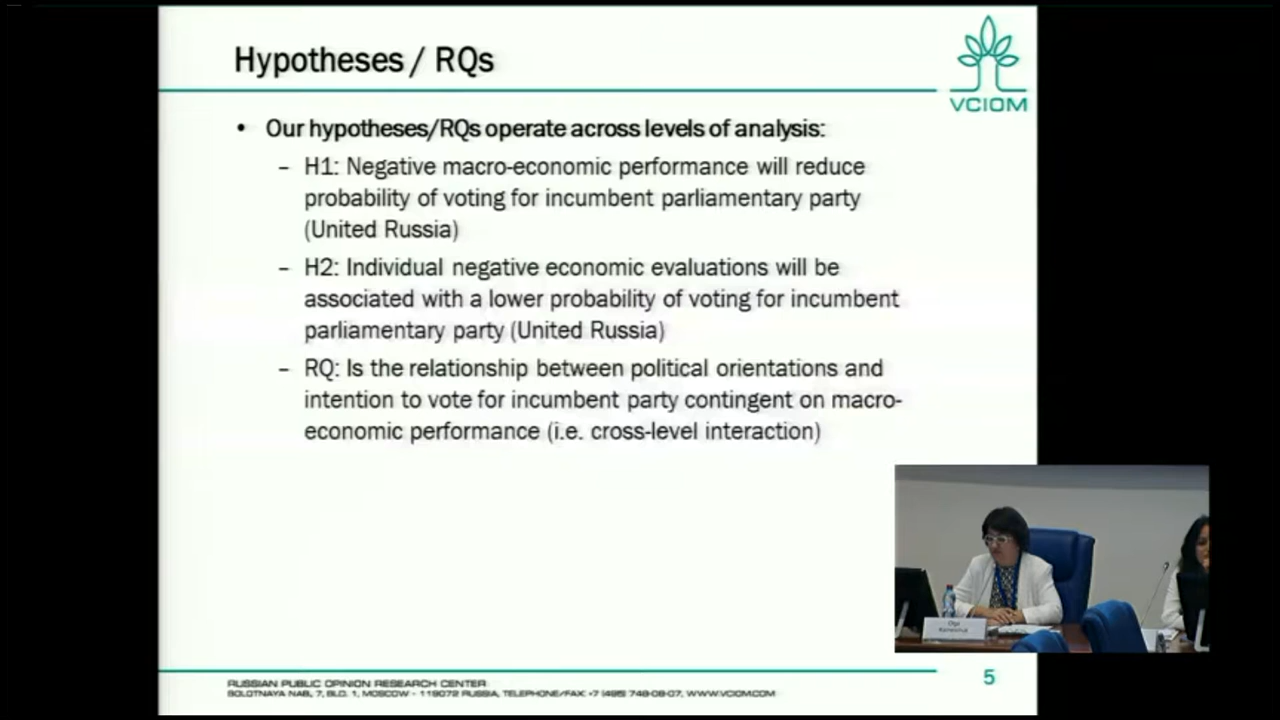 Hypotheses / RQs
VCIOM
• Our hypotheses/RQs operate across levels of analysis:
– H1: Negative macro-economic performance will reduce
probability of voting for incumbent parliamentary party
(United Russia)
– H2: Individual negative economic evaluations will be
associated with a lower probability of voting for incumbent
parliamentary party (United Russia)
– RQ: Is the relationship between political orientations and
intention to vote for incumbent party contingent on macro-
economic performance (i.e. cross-level interaction)
Olga
RUSSIAN PUBLIC OPINION RESEARCH CENTER
SOLOTNAYA NAB, 7, BLD. 1, MOSCOW - 119072 RUSSIA, TELEPHONE/FAX +7 (495) 748-08-07, WWW.VCIOM.COM
5